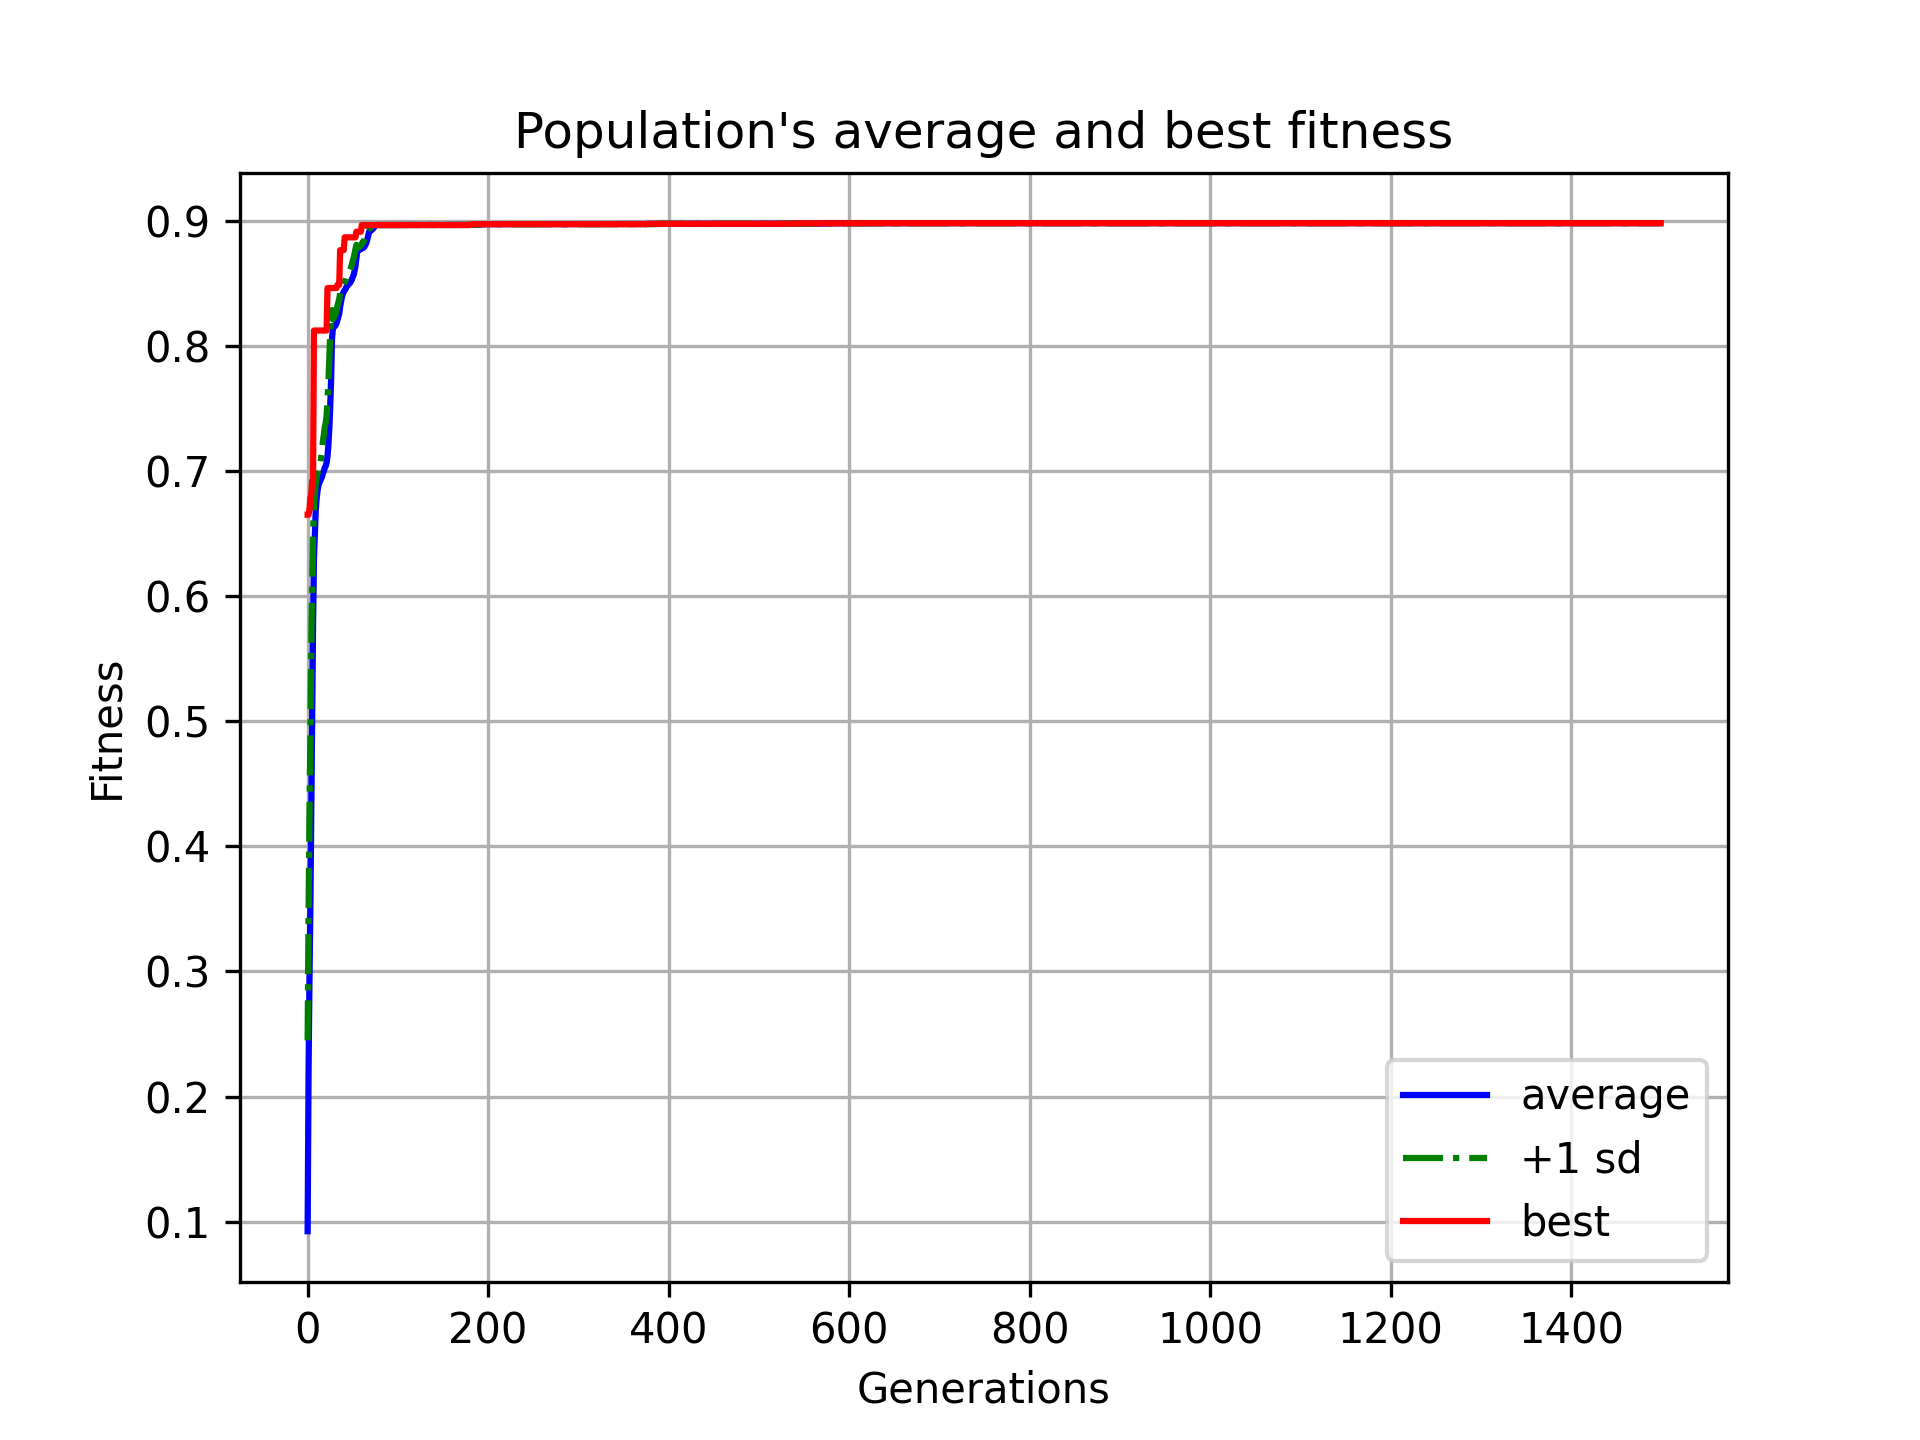 Population's average and best fitness
0.9
0.8
0.7
0.6
0.5
0.4
0.3
0.2
0.1
Fitness
average
+1 sd
best
0 200 400 600 800 1000 1200 1400
Generations